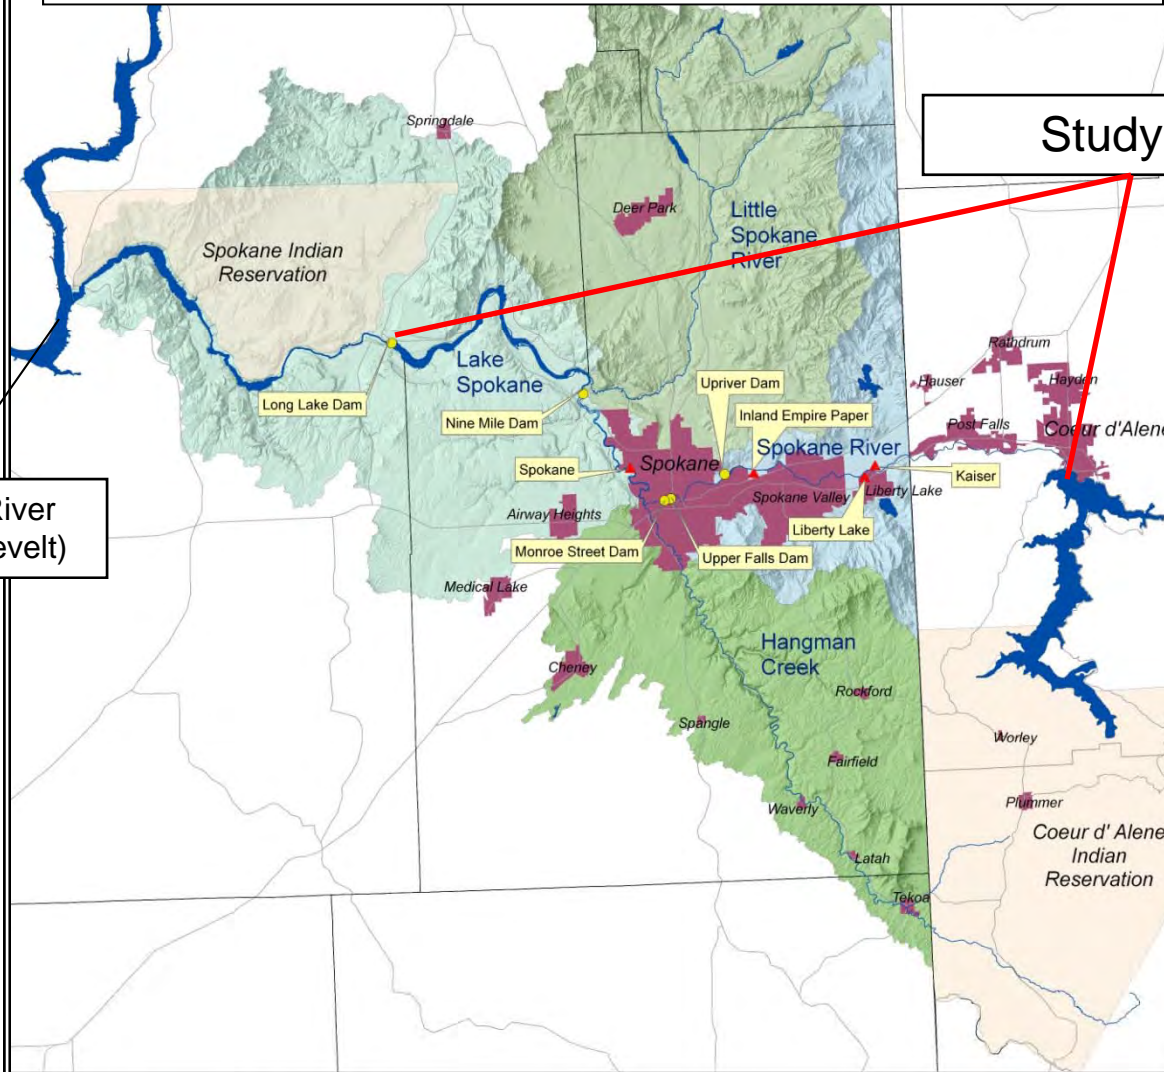 Study
Springdale
Deer Park
Little
Spokane
River
Spokane Indian
Reservation
Lake
Spokane
Long Lake Dam
Nine Mile Dam
Upriver Dam
Inland Empire Paper
Rathdrum
Hauser
Hayden
Post Falls
Coeur d'Alene
Spokane River
Spokane
Spokane
Kaiser
Spokane Valley
Liberty Lake
Airway Heights
Liberty Lake
Monroe Street Dam
Upper Falls Dam
River
evelt)
Medical Lake
Hangman
Creek
Cheney
Rockford
Spangle
Worley
Fairfield
Waverly
Plummer
Coeur d' Alene
Indian
Reservation
Latah
Tekoa